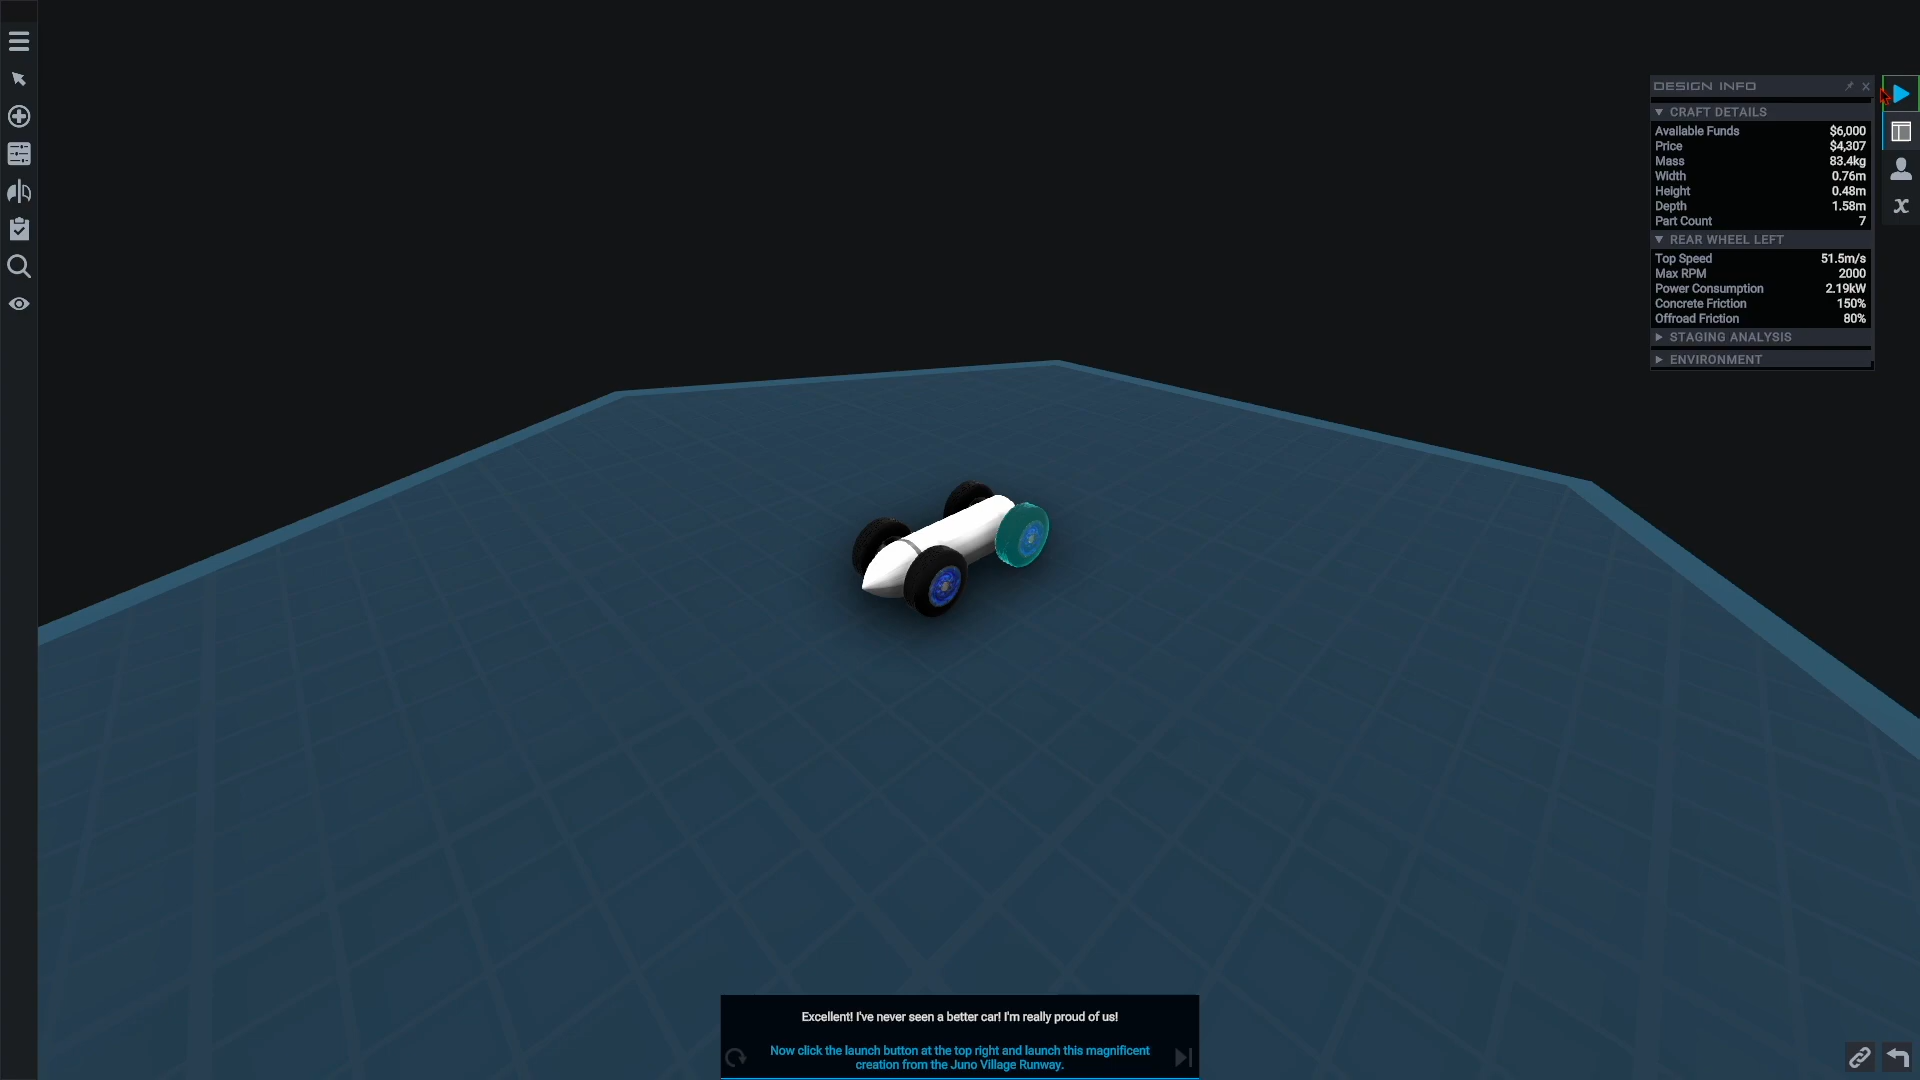 DESIGN INFO
CRAFT DETAILS
Available Funds $6,000
Price $4,307
Mass 83.4kg
Width 0.76m
Height 0.48m
Depth 1.58m
Part Count 7
REAR WHEEL LEFT
Top Speed 51.5m/s
Max RPM 2000
Power Consumption 2.19kW
Concrete Friction 150%
Offroad Friction 80%
STAGING ANALYSIS
ENVIRONMENT
Excellent! I've never seen a better car! I'm really proud of us!
Now click the launch button at the top right and launch this magnificent
creation from the Juno Village Runway.